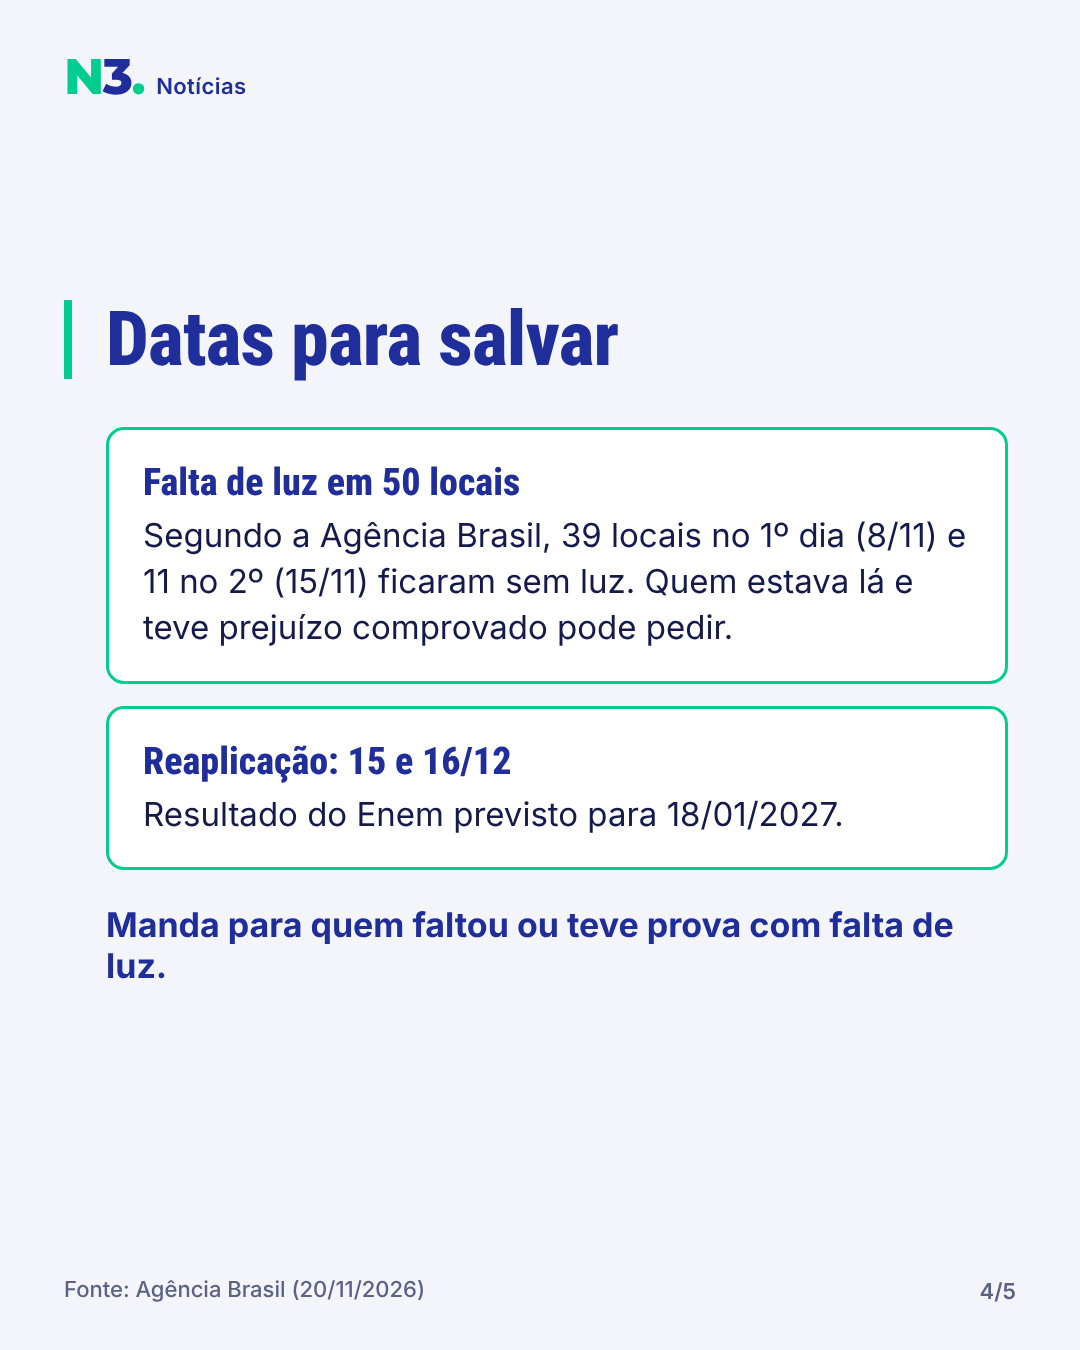 N3. Notícias
Datas para salvar
Falta de luz em 50 locais
Segundo a Agência Brasil, 39 locais no 1º dia (8/11) e
11 no 2º (15/11) ficaram sem luz. Quem estava lá e
teve prejuízo comprovado pode pedir.
Reaplicação: 15 e 16/12
Resultado do Enem previsto para 18/01/2027.
Manda para quem faltou ou teve prova com falta de
luz.
Fonte: Agência Brasil (20/11/2026)
4/5